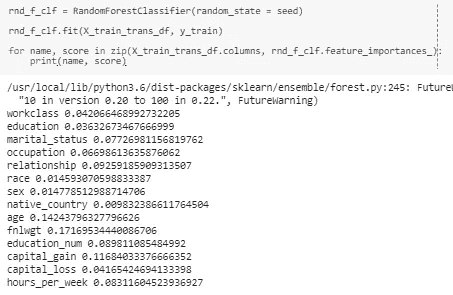 rnd_f_clf = RandomForestClassifier(random_state = seed)
rnd_f_clf.fit(X_train_trans_df, y_train)
for name, score in zip(X_train_trans_df.columns, rnd_f_clf.feature_importances_):
print(name, score)
/usr/local/lib/python3.6/dist-packages/sklearn/ensemble/forest.py:245: Future
"10 in version 0.20 to 100 in 0.22.", FutureWarning)
workclass 0.042066468992732205
education 0.03632673467666999
marital_status 0.07726981156819762
occupation 0.06698613635876062
relationship 0.09259185909313507
race 0.014593070598833387
sex 0.014778512988714706
native_country 0.009832386611764504
age 0.14243796327796626
fnlwgt 0.17169534440086706
education_num 0.089811085484992
capital_gain 0.11684033376666352
capital_loss 0.04165424694133398
hours_per_week 0.08311604523936927